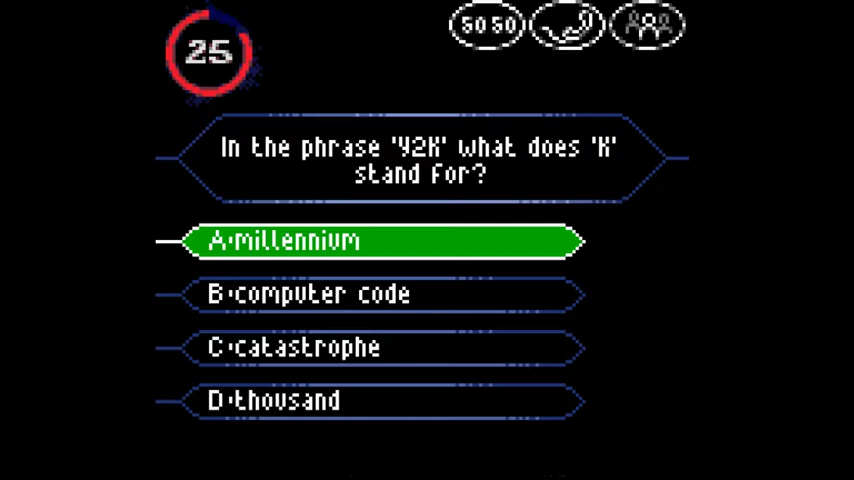 25
50 50
In the phrase 'Y2K' what does 'K'
stand for?
A·millennium
B·computer code
C·catastrophe
D·thousand